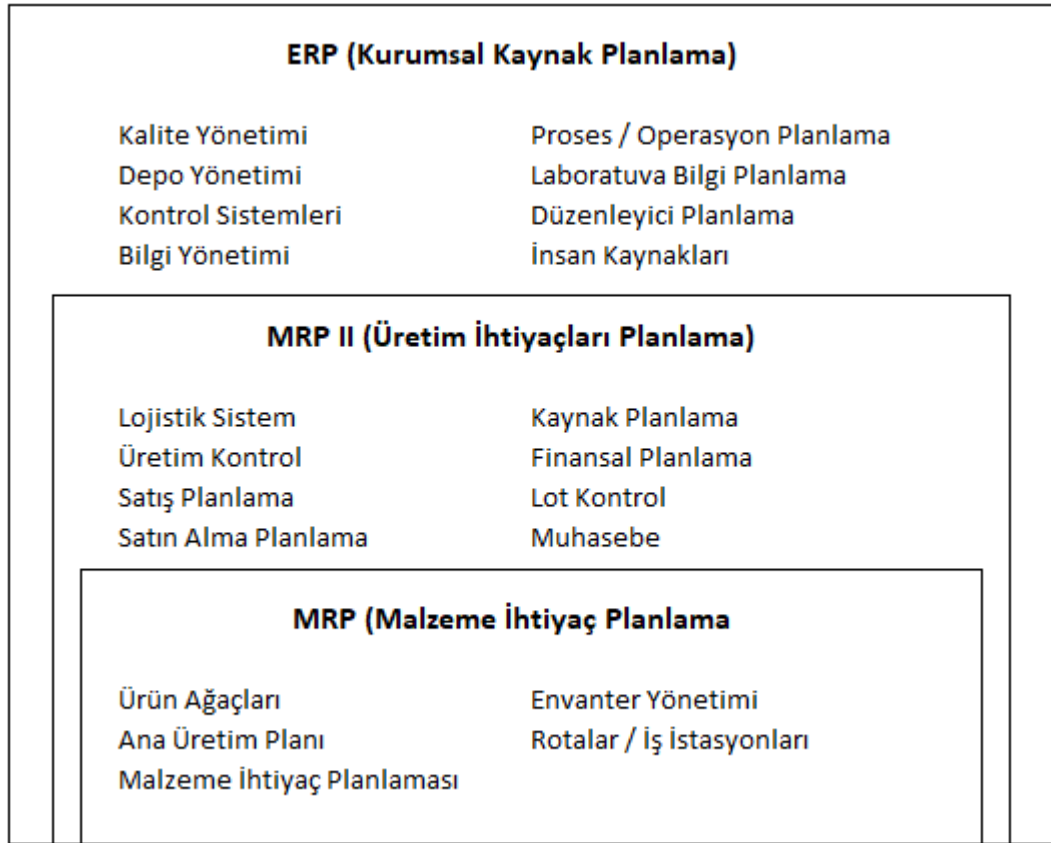 ERP (Kurumsal Kaynak Planlama)
Kalite Yönetimi Proses / Operasyon Planlama
Depo Yönetimi Laboratuva Bilgi Planlama
Kontrol Sistemleri Düzenleyici Planlama
Bilgi Yönetimi İnsan Kaynakları
MRP II (Üretim İhtiyaçları Planlama)
Lojistik Sistem Kaynak Planlama
Üretim Kontrol Finansal Planlama
Satış Planlama Lot Kontrol
Satın Alma Planlama Muhasebe
MRP (Malzeme İhtiyaç Planlama
Ürün Ağaçları Envanter Yönetimi
Ana Üretim Planı Rotalar / İş İstasyonları
Malzeme İhtiyaç Planlaması